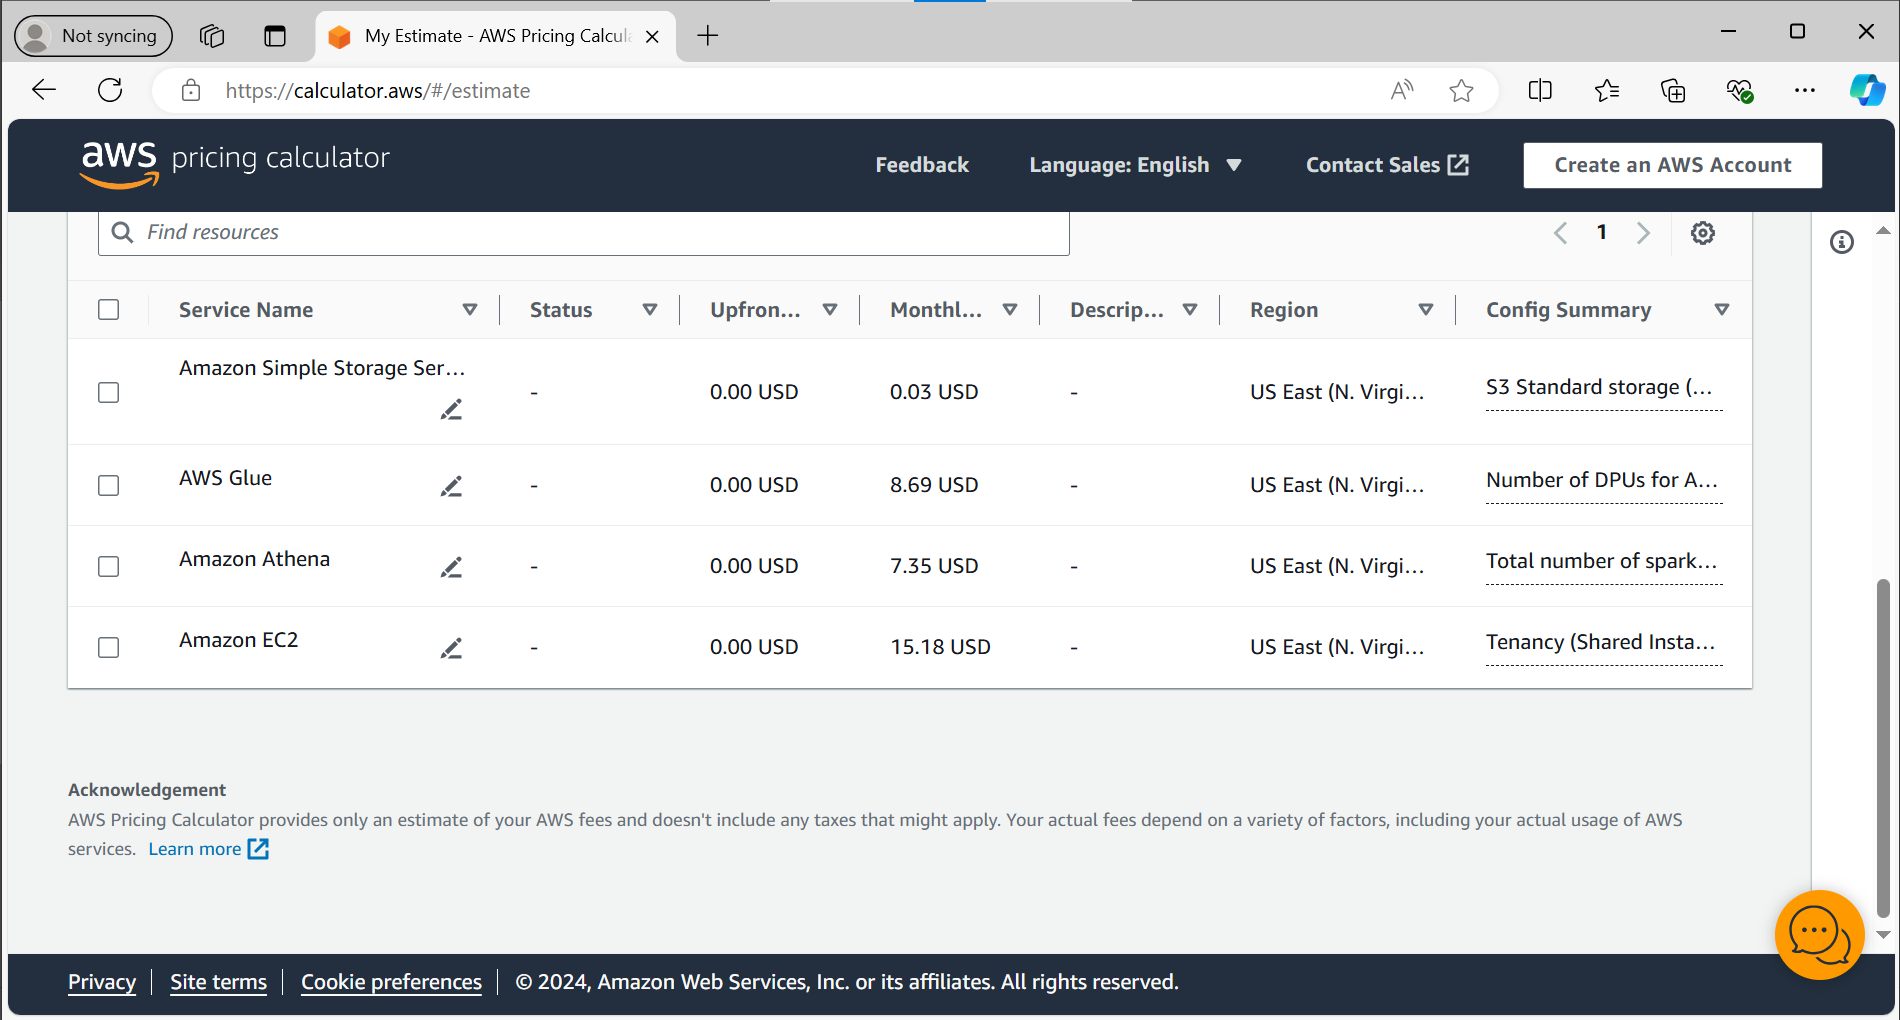 Not syncing
My Estimate - AWS Pricing Calcul
https://calculator.aws/#/estimate
aws pricing calculator
Feedback
Language: English
Contact Sales
Create an AWS Account
Find resources
1
Service Name Status Upfron... Monthl... Descrip... Region Config Summary
Amazon Simple Storage Ser... - 0.00 USD 0.03 USD - US East (N. Virgi... S3 Standard storage (...
AWS Glue - 0.00 USD 8.69 USD - US East (N. Virgi... Number of DPUs for A...
Amazon Athena - 0.00 USD 7.35 USD - US East (N. Virgi... Total number of spark...
Amazon EC2 - 0.00 USD 15.18 USD - US East (N. Virgi... Tenancy (Shared Insta...
Acknowledgement
AWS Pricing Calculator provides only an estimate of your AWS fees and doesn't include any taxes that might apply. Your actual fees depend on a variety of factors, including your actual usage of AWS
services. Learn more
Privacy Site terms Cookie preferences © 2024, Amazon Web Services, Inc. or its affiliates. All rights reserved.